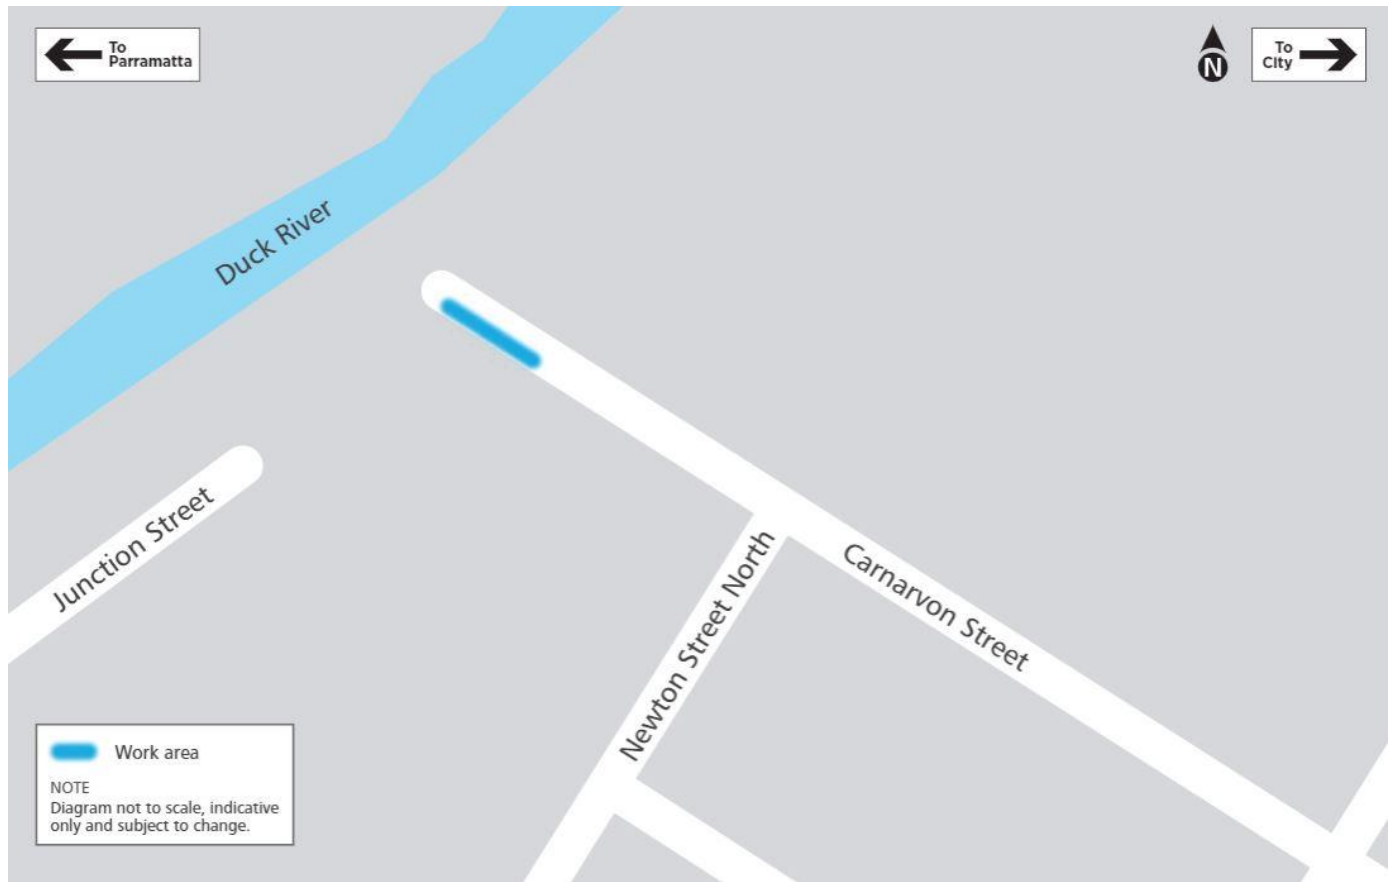 To
Parramatta
N
To
City
Duck River
Junction Street
Newton Street North
Carnarvon Street
Work area
NOTE
Diagram not to scale, indicative
only and subject to change.